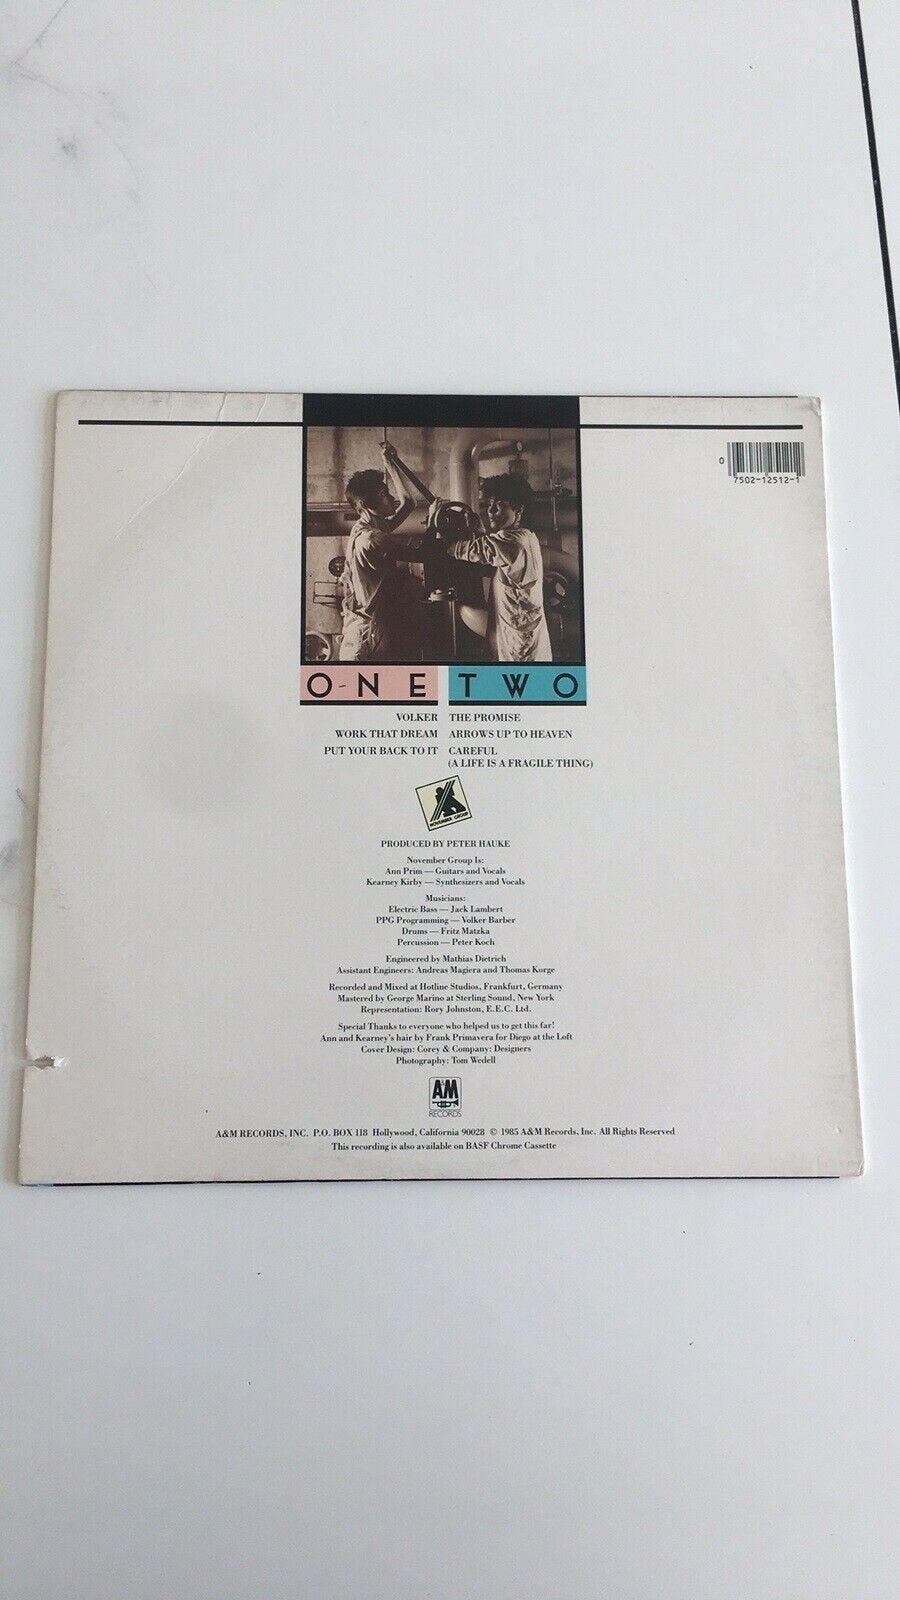 0
7502-12512-1
O-NE TWO
VOLKER THE PROMISE
WORK THAT DREAM ARROWS UP TO HEAVEN
PUT YOUR BACK TO IT CAREFUL
(A LIFE IS A FRAGILE THING)
NOVEMBER GROUP
PRODUCED BY PETER HAUKE
November Group Is:
Ann Prim — Guitars and Vocals
Kearney Kirby — Synthesizers and Vocals
Musicians:
Electric Bass — Jack Lambert
PPG Programming — Volker Barber
Drums — Fritz Matzka
Percussion — Peter Koch
Engineered by Mathias Dietrich
Assistant Engineers: Andreas Magiera and Thomas Korge
Recorded and Mixed at Hotline Studios, Frankfurt, Germany
Mastered by George Marino at Sterling Sound, New York
Representation: Rory Johnston, E.E.C. Ltd.
Special Thanks to everyone who helped us to get this far!
Ann and Kearney's hair by Frank Primavera for Diego at the Loft
Cover Design: Corey & Company: Designers
Photography: Tom Wedell
A&M
RECORDS
A&M RECORDS, INC. P.O. BOX 118 Hollywood, California 90028 © 1985 A&M Records, Inc. All Rights Reserved
This recording is also available on BASF Chrome Cassette